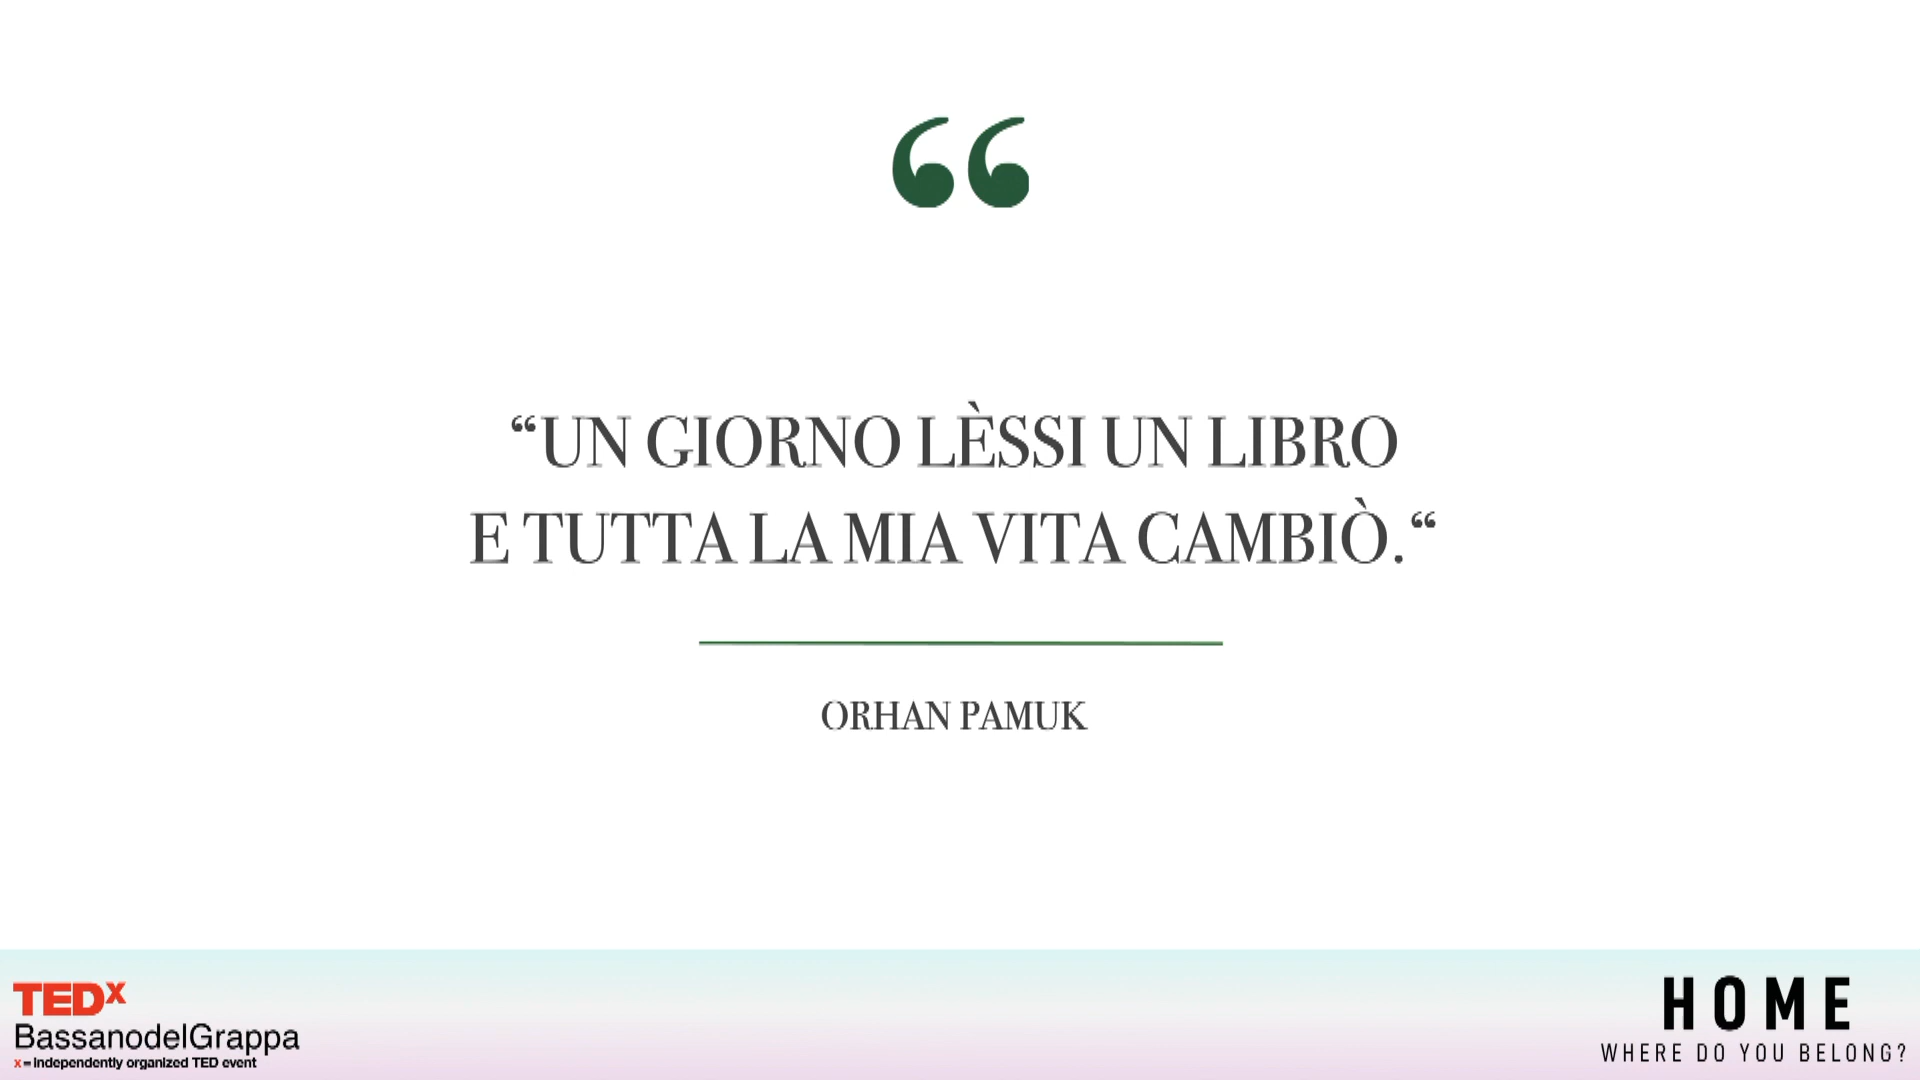 “
“UN GIORNO LÈSSI UN LIBRO
E TUTTA LA MIA VITA CAMBIÒ.“
ORHAN PAMUK
TEDx
BassanodelGrappa
x = independently organized TED event
HOME
WHERE DO YOU BELONG?